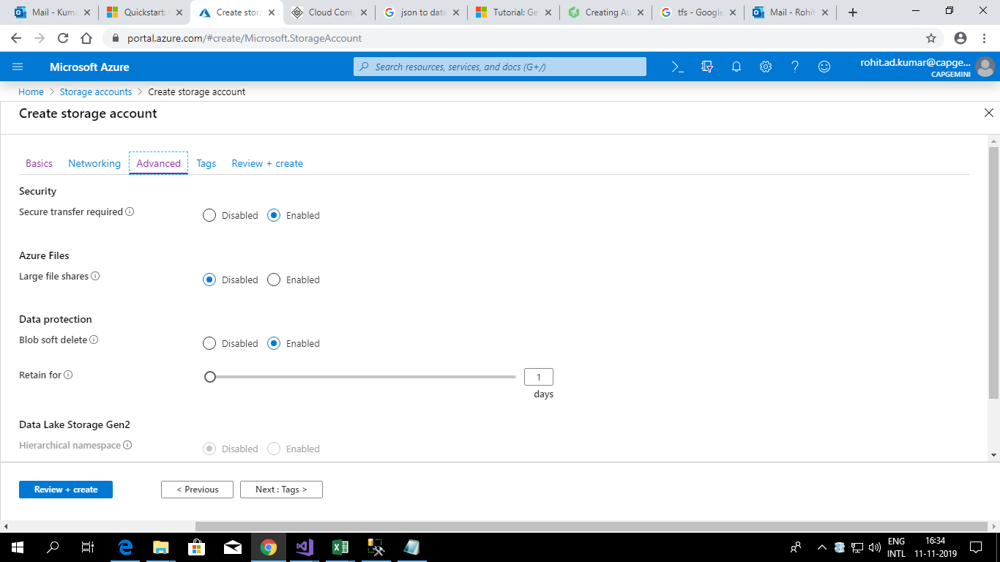 Mail - Kuma
Quickstart:
Create stora
Cloud Comp
json to data
Tutorial: Ge
Creating Au
tfs - Google
Mail - Rohit
portal.azure.com/#create/Microsoft.StorageAccount
Microsoft Azure
Search resources, services, and docs (G+/)
rohit.ad.kumar@capge...
CAPGEMINI
Home > Storage accounts > Create storage account
Create storage account
Basics Networking Advanced Tags Review + create
Security
Secure transfer required Disabled Enabled
Azure Files
Large file shares Disabled Enabled
Data protection
Blob soft delete Disabled Enabled
Retain for 1
days
Data Lake Storage Gen2
Hierarchical namespace Disabled Enabled
Review + create < Previous Next : Tags >
ENG 16:34
INTL 11-11-2019